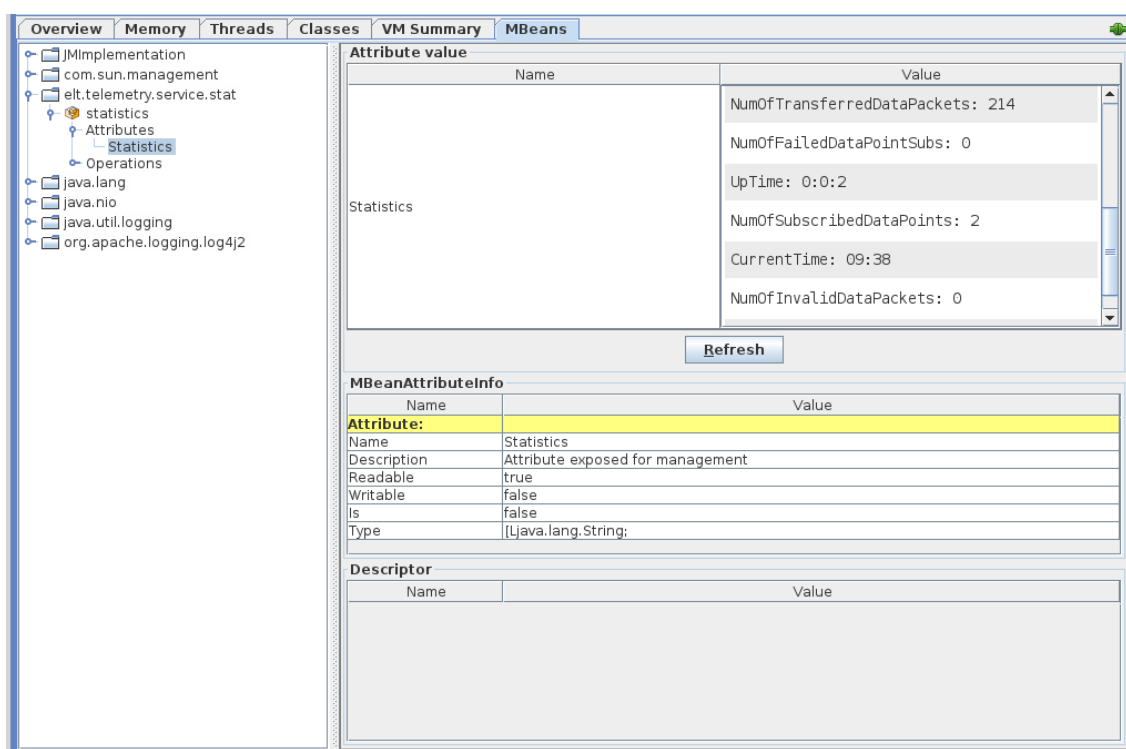 Overview Memory Threads Classes VM Summary MBeans
JMImplementation
com.sun.management
elt.telemetry.service.stat
statistics
Attributes
Statistics
Operations
java.lang
java.nio
java.util.logging
org.apache.logging.log4j2
Attribute value
Name Value
Statistics
NumOfTransferredDataPackets: 214
NumOfFailedDataPointSubs: 0
UpTime: 0:0:2
NumOfSubscribedDataPoints: 2
CurrentTime: 09:38
NumOfInvalidDataPackets: 0
Refresh
MBeanAttributeInfo
Name Value
Attribute:
Name Statistics
Description Attribute exposed for management
Readable true
Writable false
Is false
Type [Ljava.lang.String;
Descriptor
Name Value